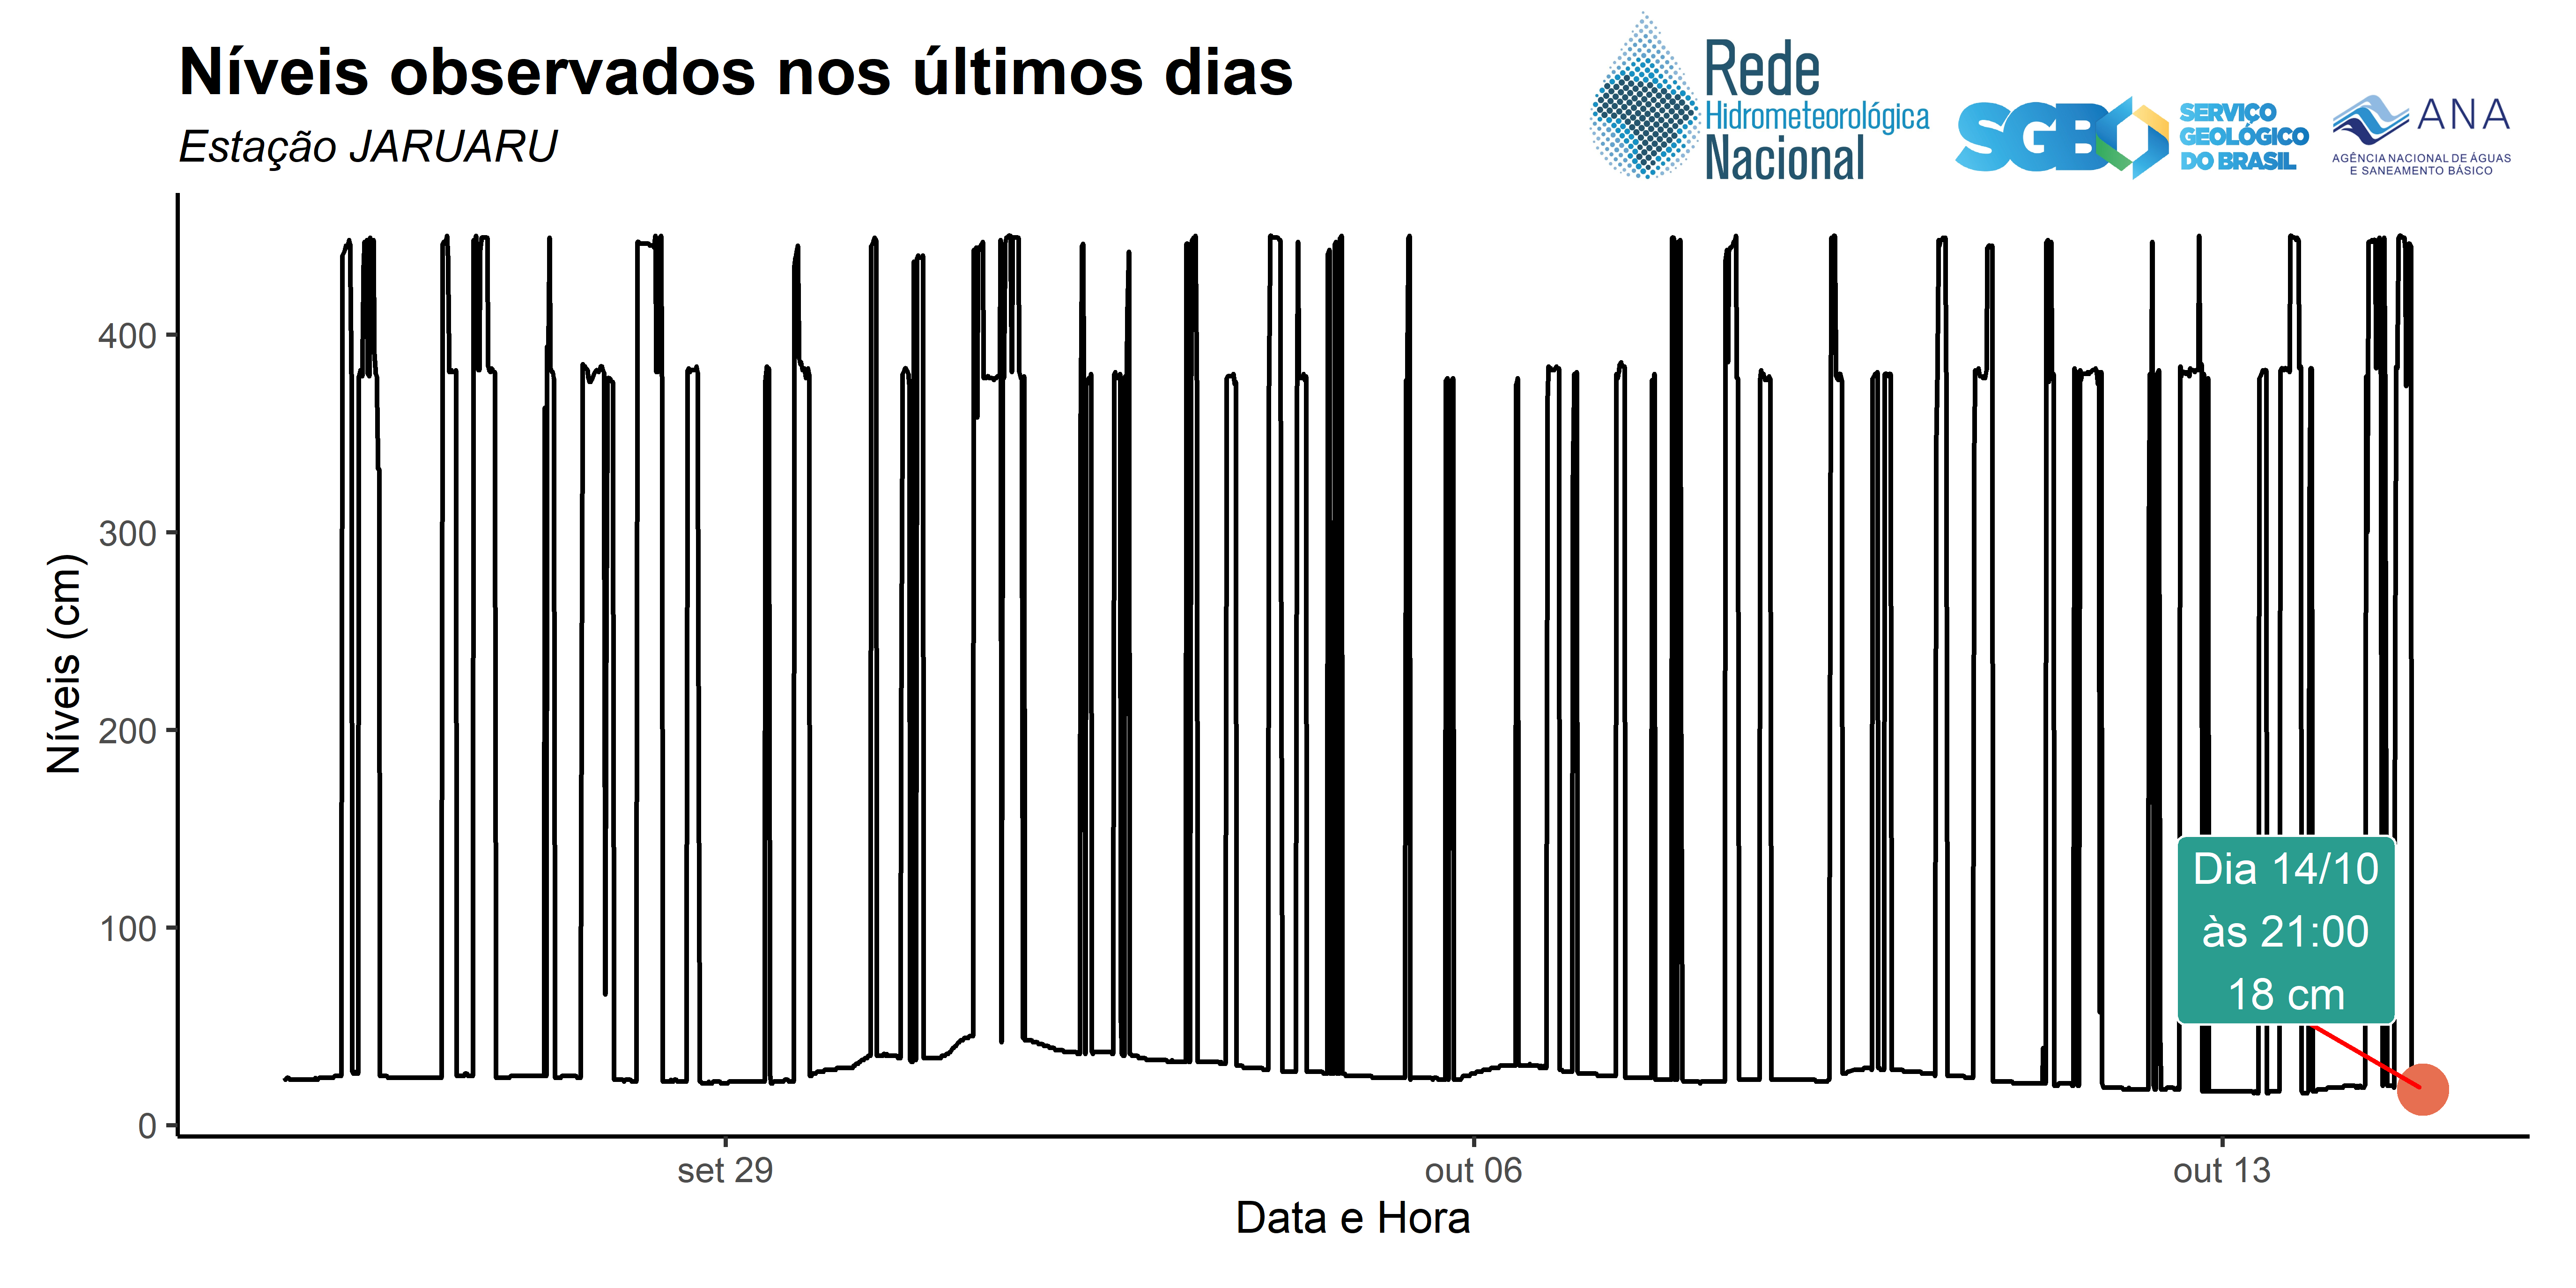 Níveis observados nos últimos dias
Estação JARUARU
Rede
Hidrometeorológica
Nacional
SGB
SERVIÇO
GEOLÓGICO
DO BRASIL
ANA
AGÊNCIA NACIONAL DE ÁGUAS
E SANEAMENTO BÁSICO
Níveis (cm)
400
300
200
100
0
Dia 14/10
às 21:00
18 cm
set 29
out 06
out 13
Data e Hora